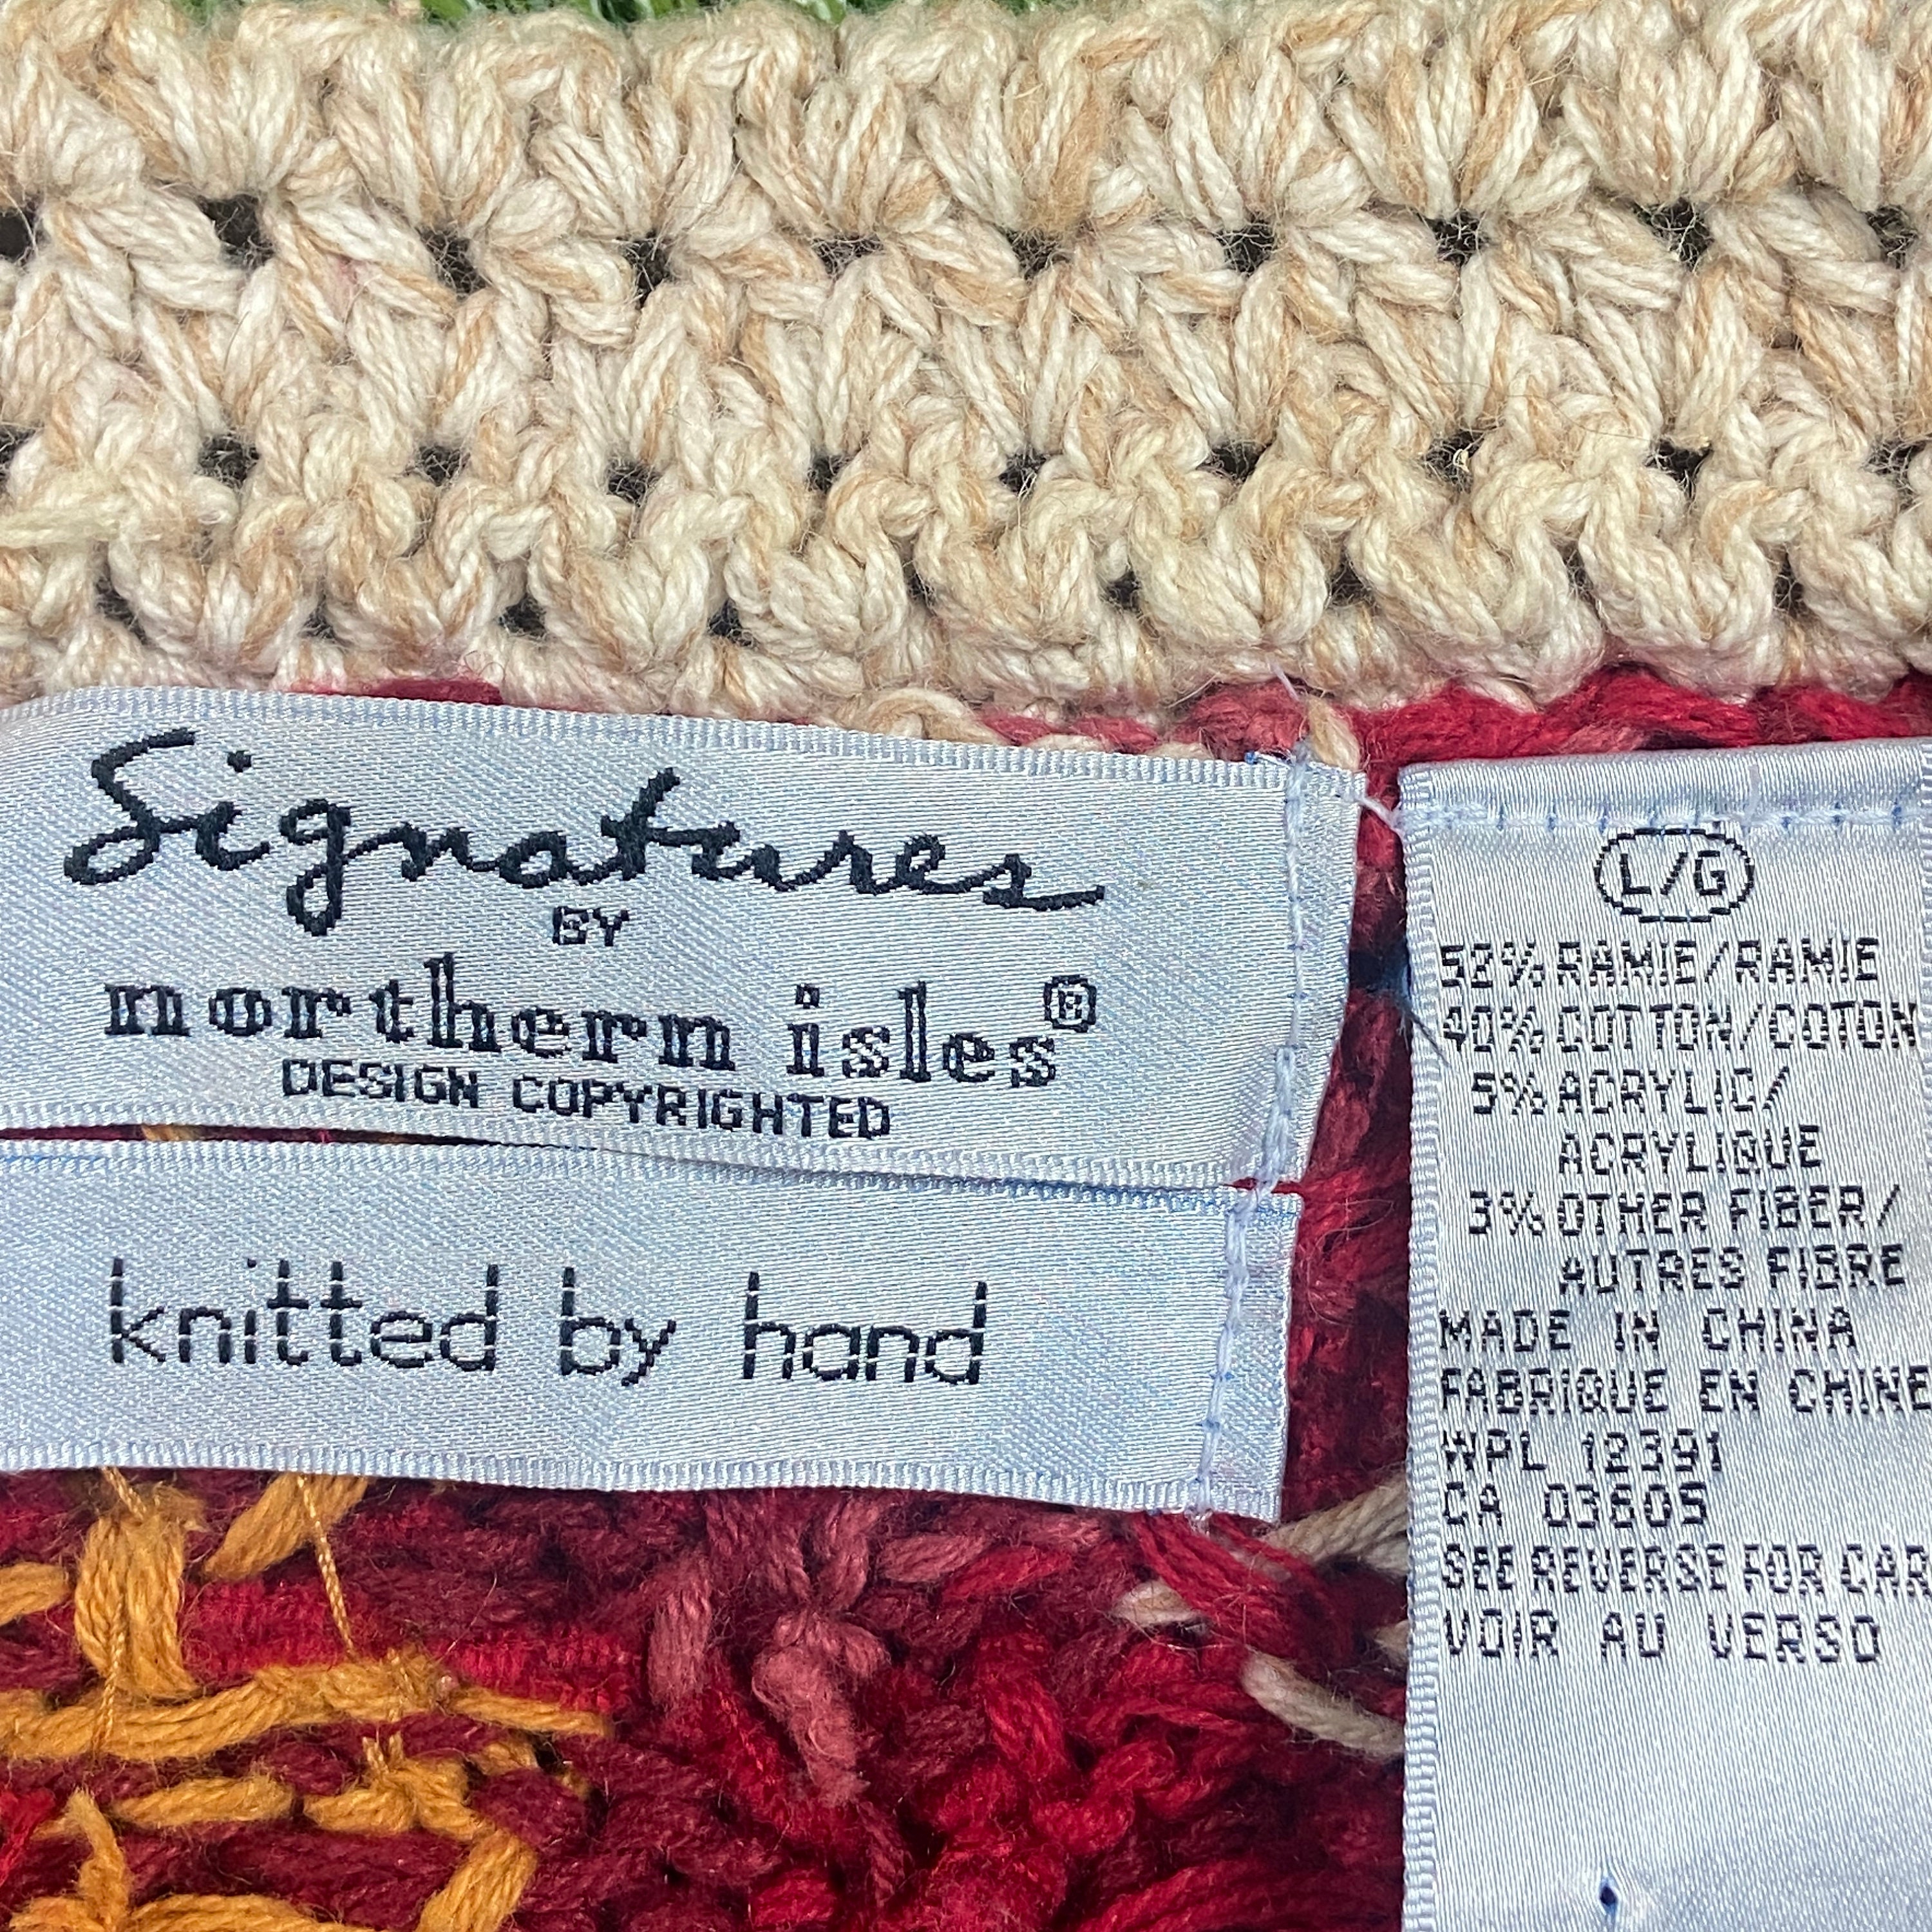 Signatures
BY
northern isles®
DESIGN COPYRIGHTED
knitted by hand
L/G
52% RAMIE/RAMIE
40% COTTON/COTON
5% ACRYLIC/
ACRYLIQUE
3% OTHER FIBER/
AUTRES FIBRE
MADE IN CHINA
FABRIQUE EN CHINE
WPL 12391
CA 03605
SEE REVERSE FOR CAR
VOIR AU VERSO